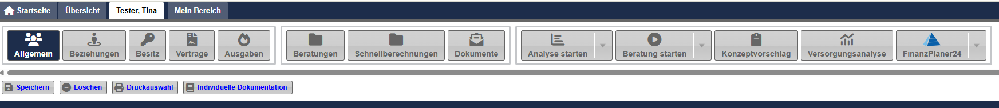 Startseite Übersicht Tester, Tina Mein Bereich
Allgemein Beziehungen Besitz Verträge Ausgaben Beratungen Schnellberechnungen Dokumente Analyse starten Beratung starten Konzeptvorschlag Versorgungsanalyse FinanzPlaner24
Speichern Löschen Druckauswahl Individuelle Dokumentation